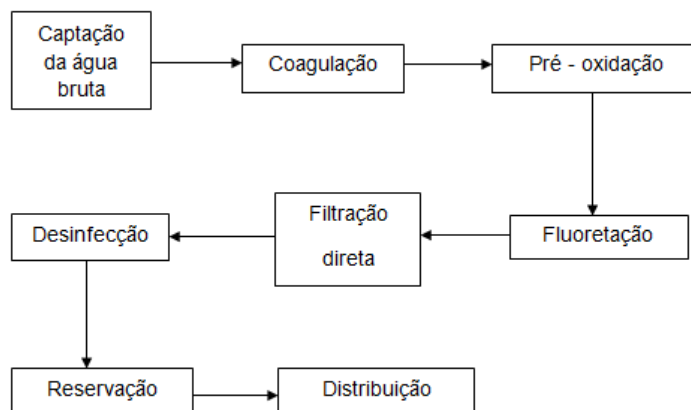 Captação
da água
bruta
Coagulação
Pré - oxidação
Fluoretação
Filtração
direta
Desinfecção
Reservação
Distribuição